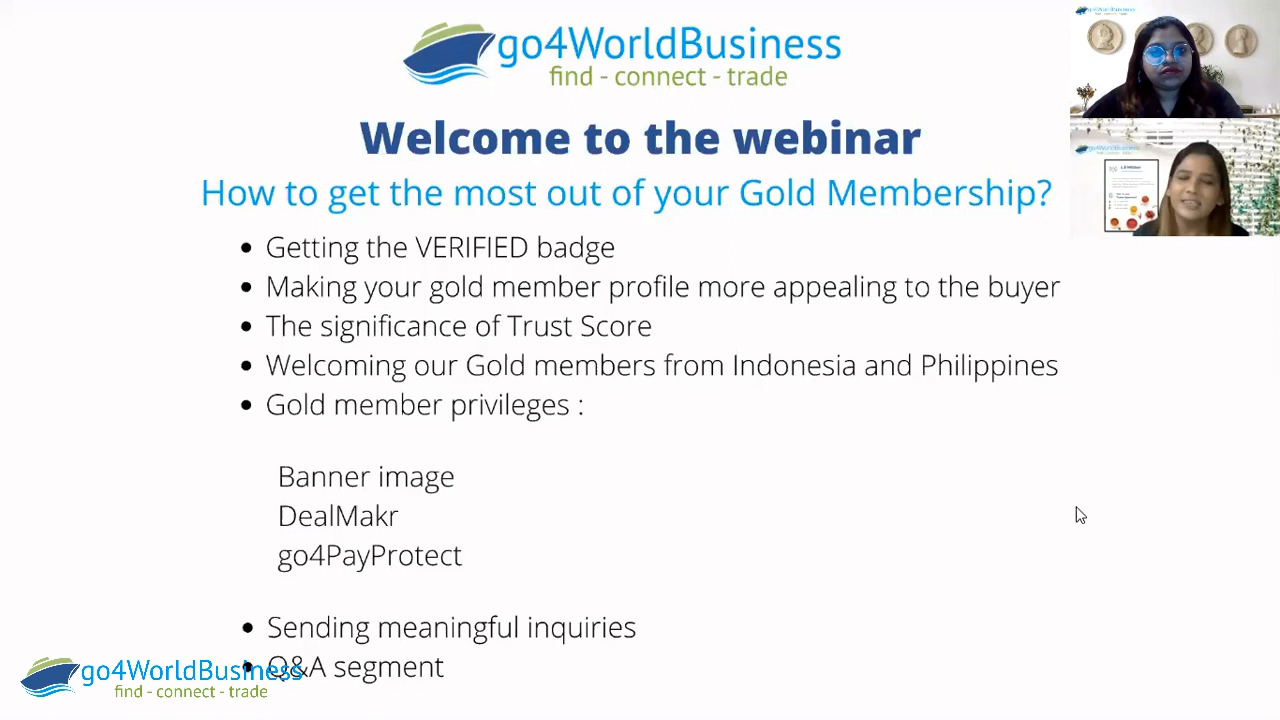 go4WorldBusiness
find - connect - trade
Welcome to the webinar
How to get the most out of your Gold Membership?
• Getting the VERIFIED badge
• Making your gold member profile more appealing to the buyer
• The significance of Trust Score
• Welcoming our Gold members from Indonesia and Philippines
• Gold member privileges :
Banner image
DealMakr
go4PayProtect
• Sending meaningful inquiries
• Q&A segment
go4WorldBusiness
find - connect - trade
go4WorldBusiness
go4WorldBusiness